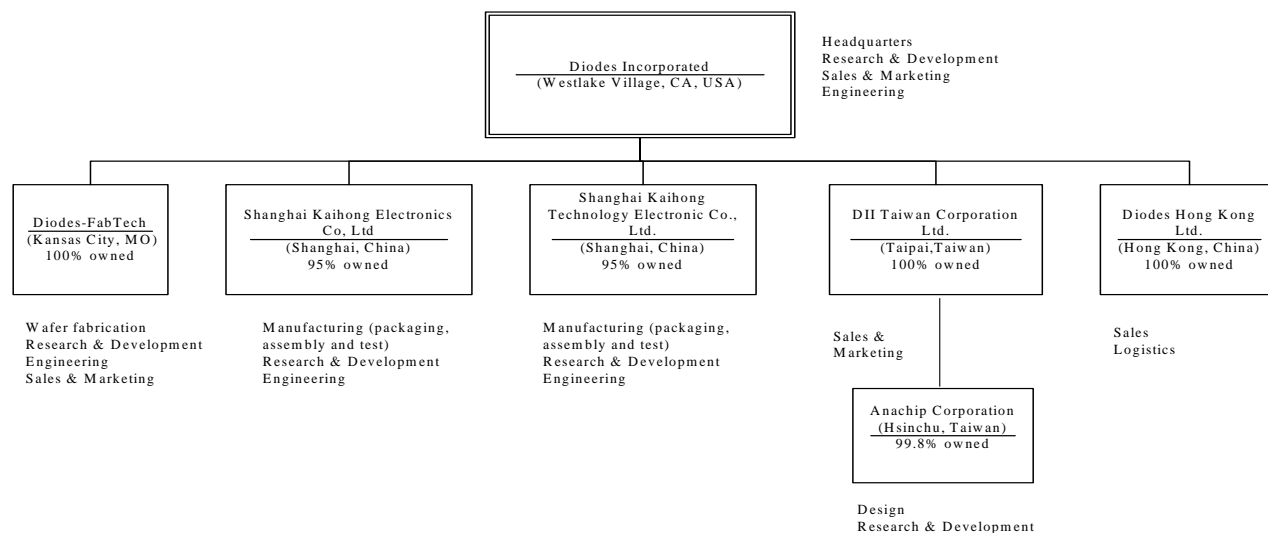 Diodes Incorporated
(Westlake Village, CA, USA)
Headquarters
Research & Development
Sales & Marketing
Engineering
Diodes-FabTech
(Kansas City, MO)
100% owned
Shanghai Kaihong Electronics
Co, Ltd
(Shanghai, China)
95% owned
Shanghai Kaihong
Technology Electronic Co.,
Ltd.
(Shanghai, China)
95% owned
DII Taiwan Corporation
Ltd.
(Taipai,Taiwan)
100% owned
Diodes Hong Kong
Ltd.
(Hong Kong, China)
100% owned
Wafer fabrication
Research & Development
Engineering
Sales & Marketing
Manufacturing (packaging,
assembly and test)
Research & Development
Engineering
Manufacturing (packaging,
assembly and test)
Research & Development
Engineering
Sales &
Marketing
Sales
Logistics
Anachip Corporation
(Hsinchu, Taiwan)
99.8% owned
Design
Research & Development